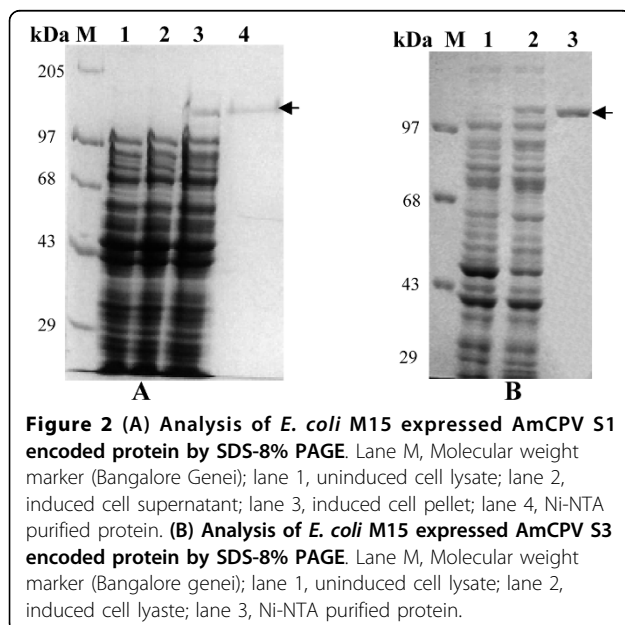 kDa M 1 2 3 4
205
97
68
43
29
A
kDa M 1 2 3
97
68
43
29
B
Figure 2 (A) Analysis of E. coli M15 expressed AmCPV S1
encoded protein by SDS-8% PAGE. Lane M, Molecular weight
marker (Bangalore Genei); lane 1, uninduced cell lysate; lane 2,
induced cell supernatant; lane 3, induced cell pellet; lane 4, Ni-NTA
purified protein. (B) Analysis of E. coli M15 expressed AmCPV S3
encoded protein by SDS-8% PAGE. Lane M, Molecular weight
marker (Bangalore genei); lane 1, uninduced cell lysate; lane 2,
induced cell lyaste; lane 3, Ni-NTA purified protein.